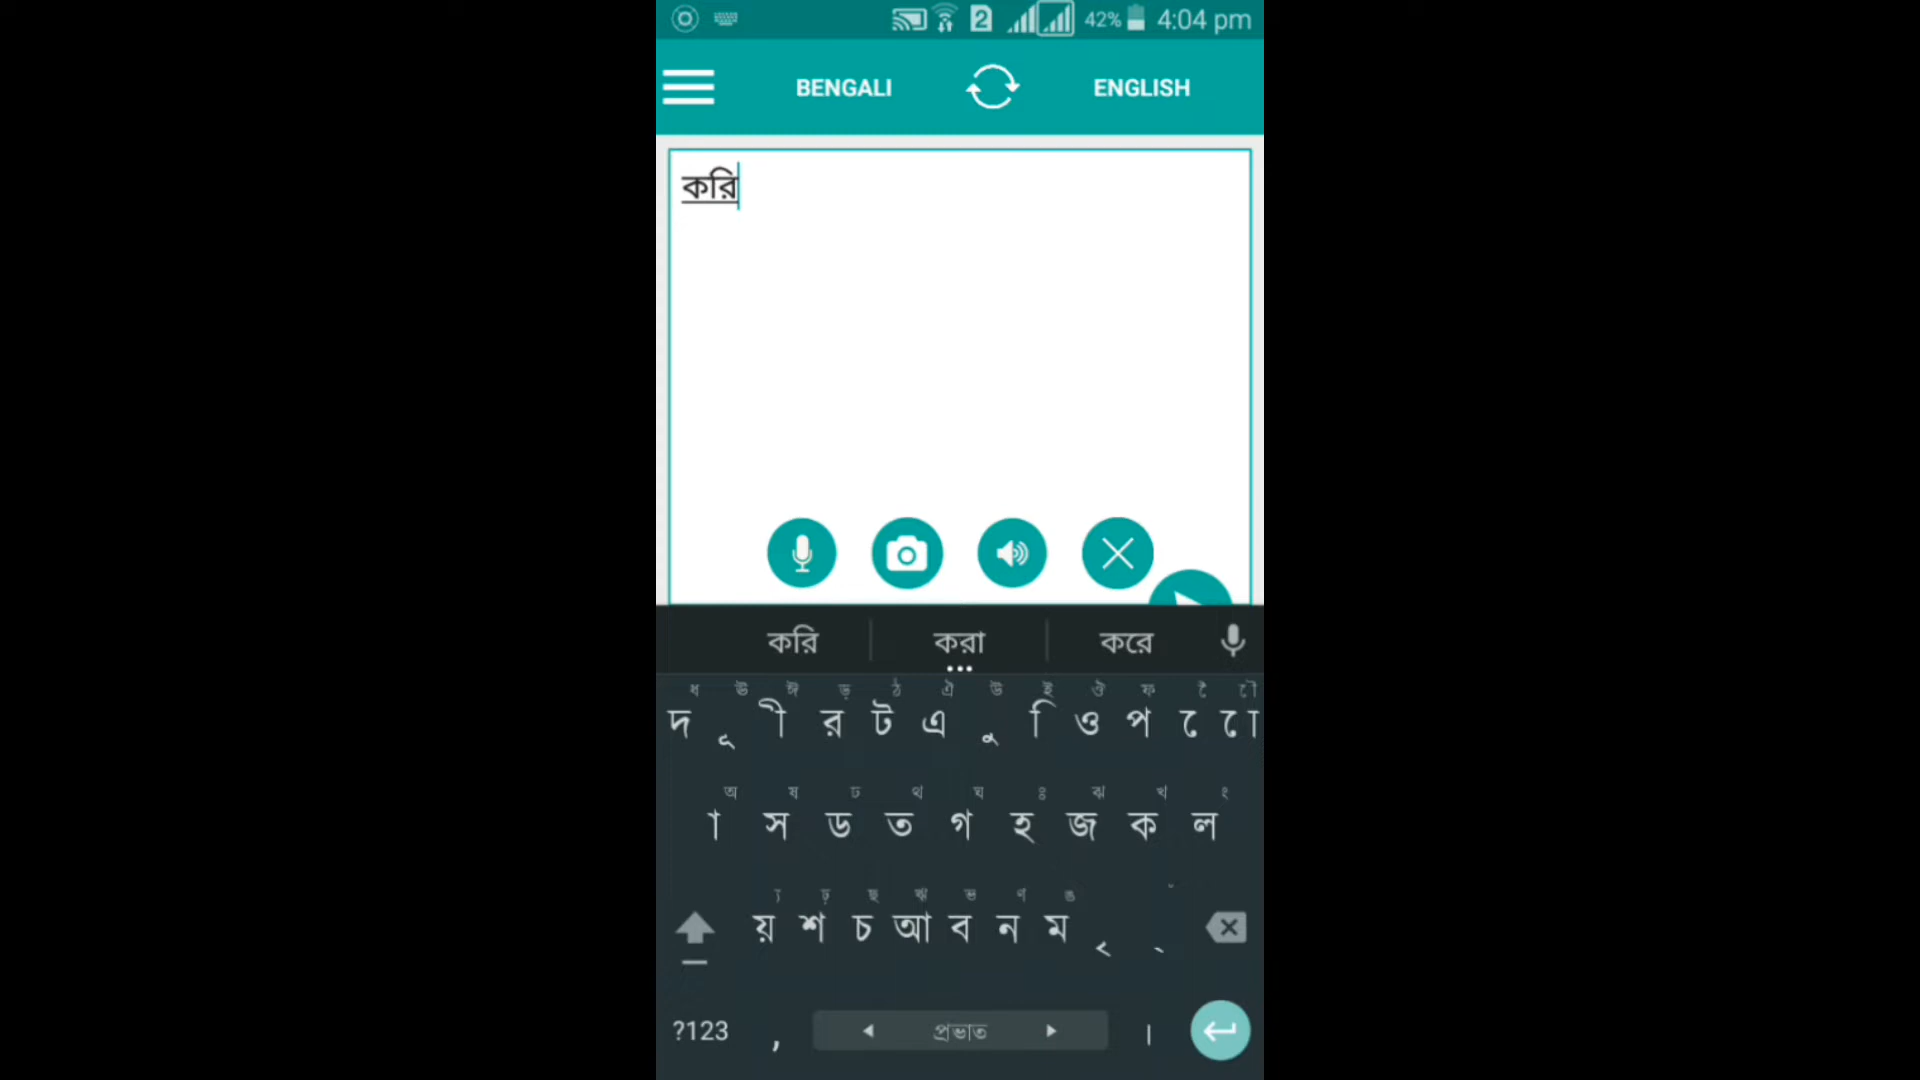 42% 4:04 pm
BENGALI ENGLISH
করি
করি করা করে
ধ ঊ ঈ ড় ঠ ঐ উ ই ঔ ফ ৈ ৌ
দ ূ ী র ট এ ু ি ও প ে ো
অ ষ ঢ থ ঘ ঃ ঝ খ ং
া স ড ত গ হ জ ক ল
য় শ চ আ ব ন ম ৃ ্
?123 , প্রভাত ।